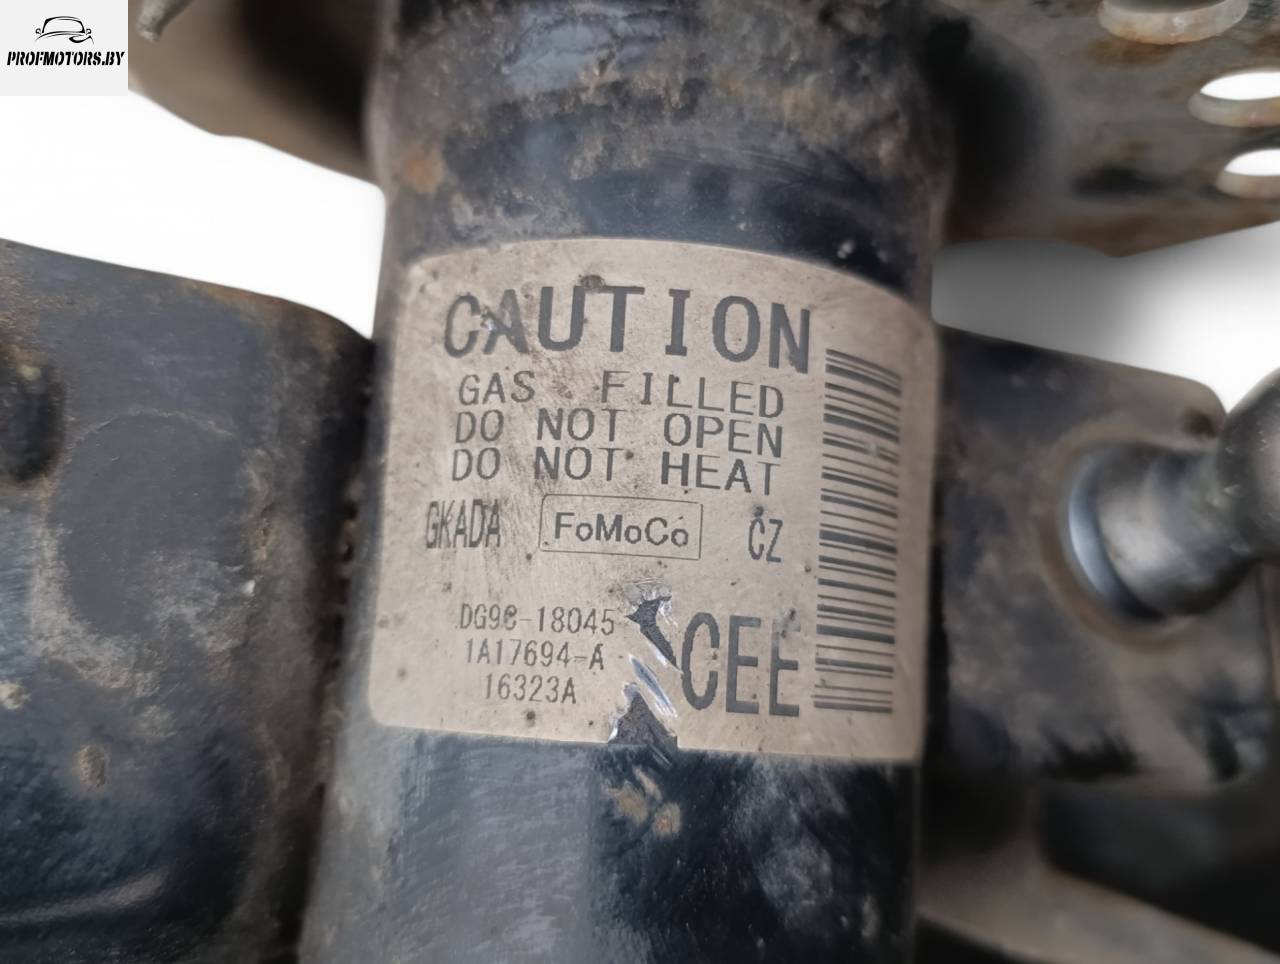 PROFMOTORS.BY
CAUTION
GAS FILLED
DO NOT OPEN
DO NOT HEAT
GKADA FoMoCo CZ
DG9C-18045
1A17694-A
16323A
CEE